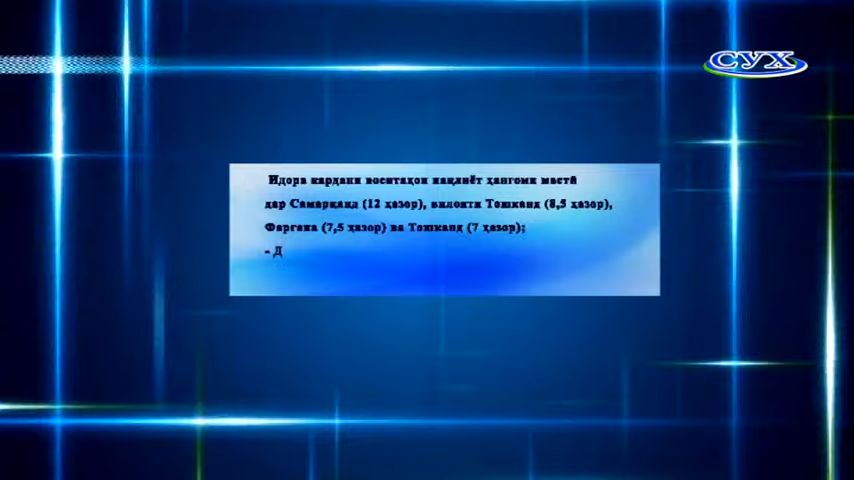 СУХ
Идора кардани воситаҳои нақлиёт ҳангоми мастӣ
дар Самарқанд (12 ҳазор), вилояти Тошканд (8,5 ҳазор),
Фарғана (7,5 ҳазор) ва Тошканд (7 ҳазор);
- Д